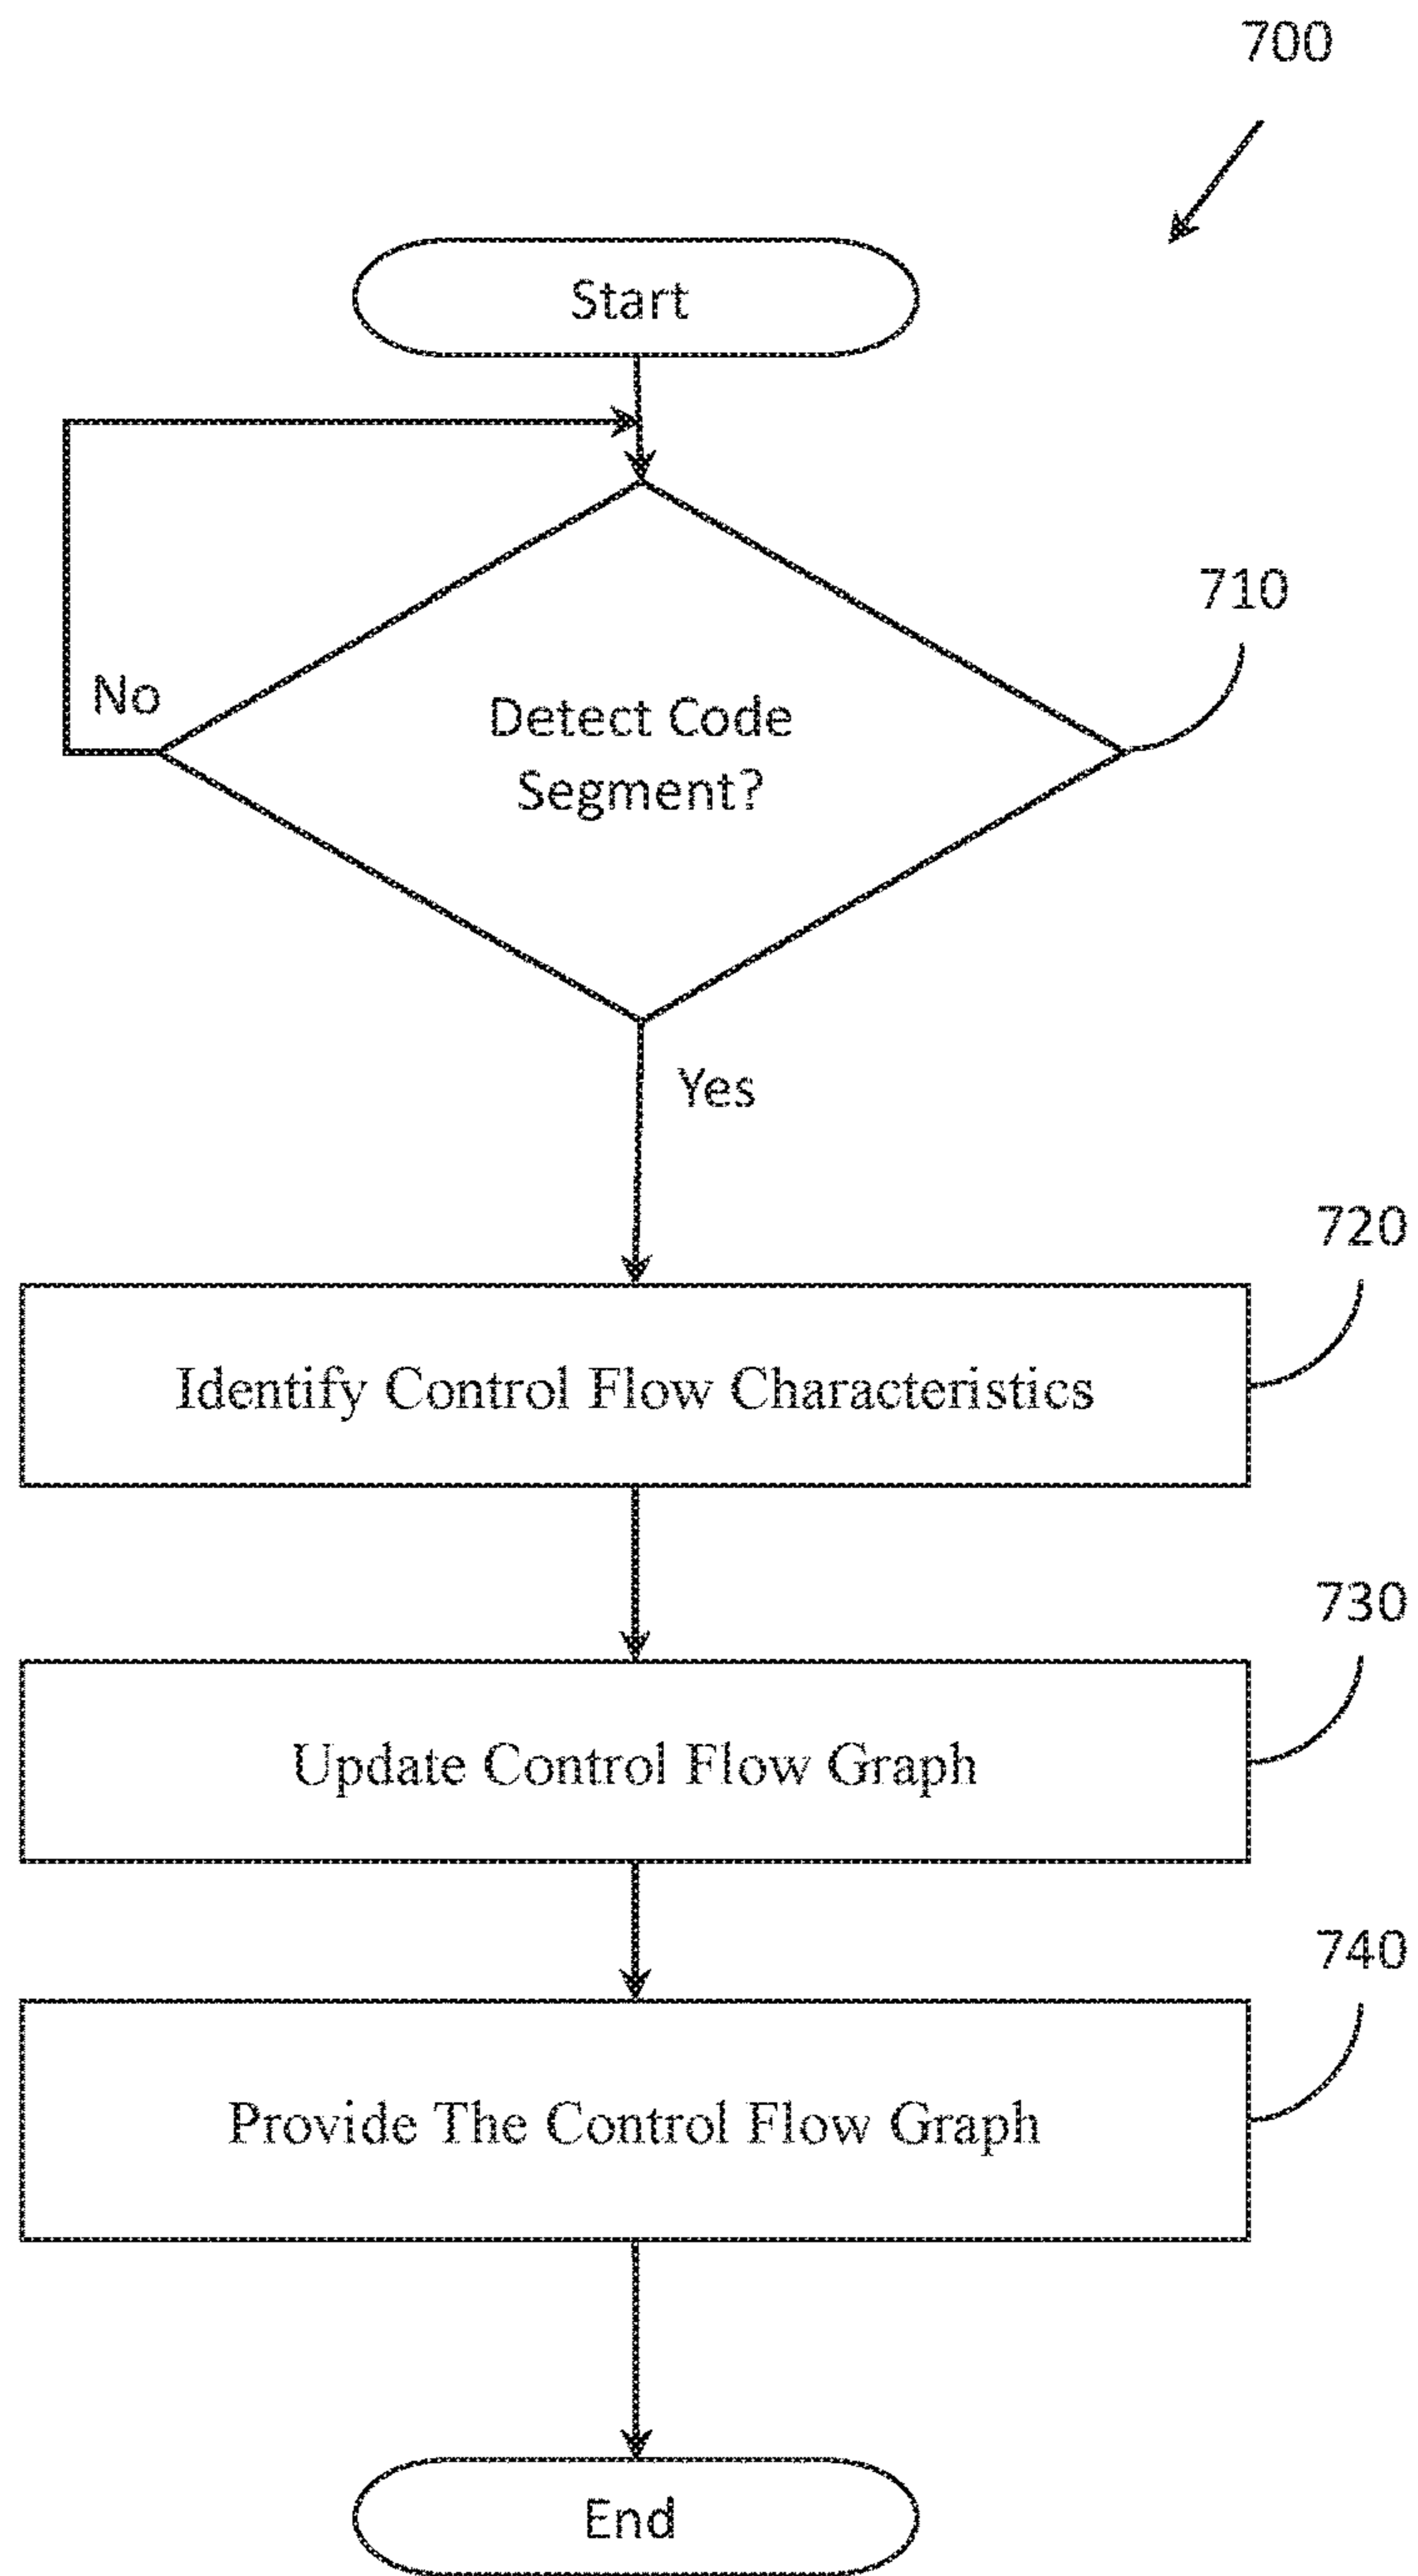 700
Start
710
No
Detect Code
Segment?
Yes
720
Identify Control Flow Characteristics
730
Update Control Flow Graph
740
Provide The Control Flow Graph
End